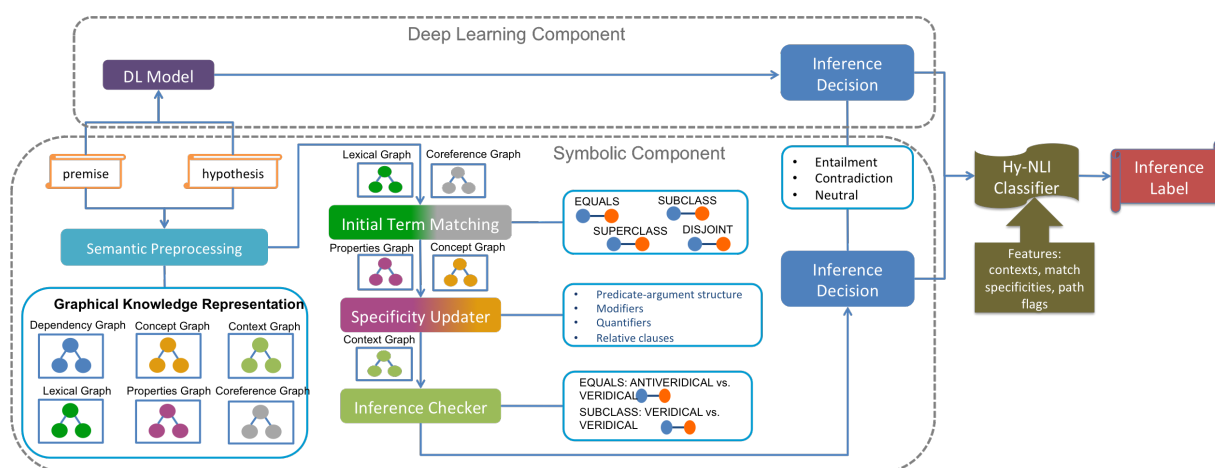 Deep Learning Component
DL Model
Inference
Decision
Symbolic Component
premise
hypothesis
Semantic Preprocessing
Graphical Knowledge Representation
Dependency Graph
Concept Graph
Context Graph
Lexical Graph
Properties Graph
Coreference Graph
Lexical Graph
Coreference Graph
Initial Term Matching
EQUALS
SUBCLASS
SUPERCLASS
DISJOINT
Properties Graph
Concept Graph
Specificity Updater
• Predicate-argument structure
• Modifiers
• Quantifiers
• Relative clauses
Context Graph
Inference Checker
EQUALS: ANTIVERIDICAL vs.
VERIDICAL
SUBCLASS: VERIDICAL vs.
VERIDICAL
• Entailment
• Contradiction
• Neutral
Inference
Decision
Hy-NLI
Classifier
Features:
contexts, match
specificities, path
flags
Inference
Label